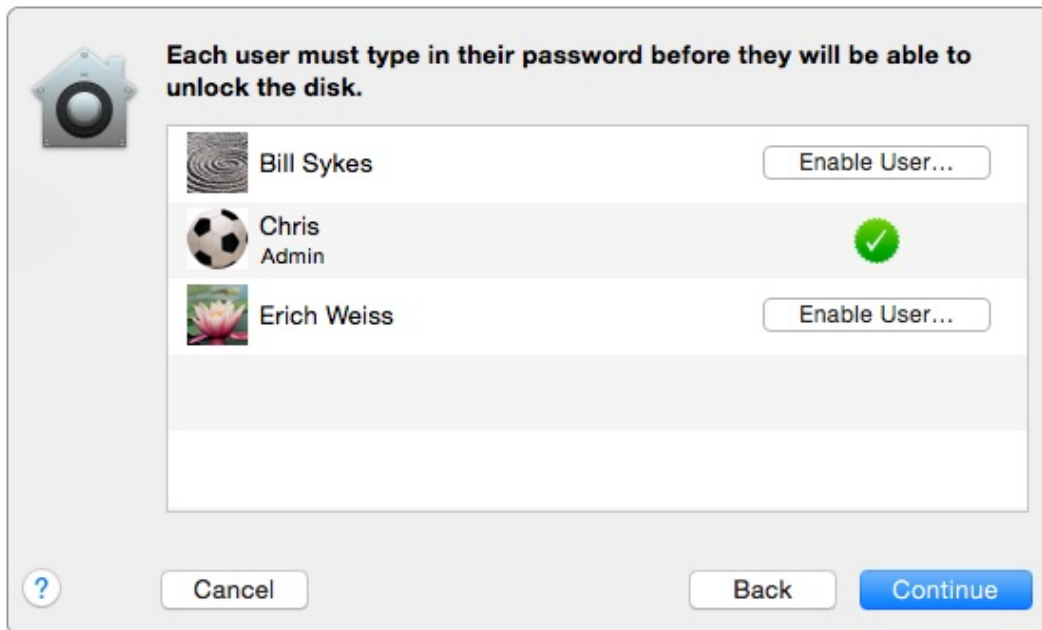 Each user must type in their password before they will be able to
unlock the disk.
Bill Sykes
Enable User...
Chris
Admin
Erich Weiss
Enable User...
?
Cancel
Back
Continue